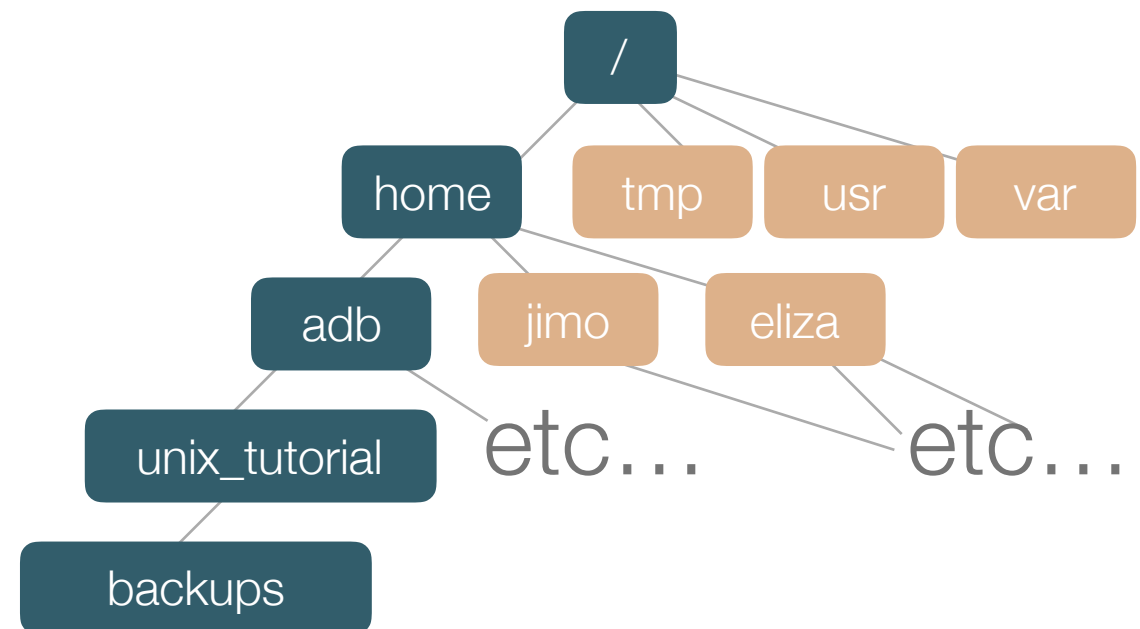 /
home
tmp
usr
var
adb
jimo
eliza
unix_tutorial
etc…
etc…
backups